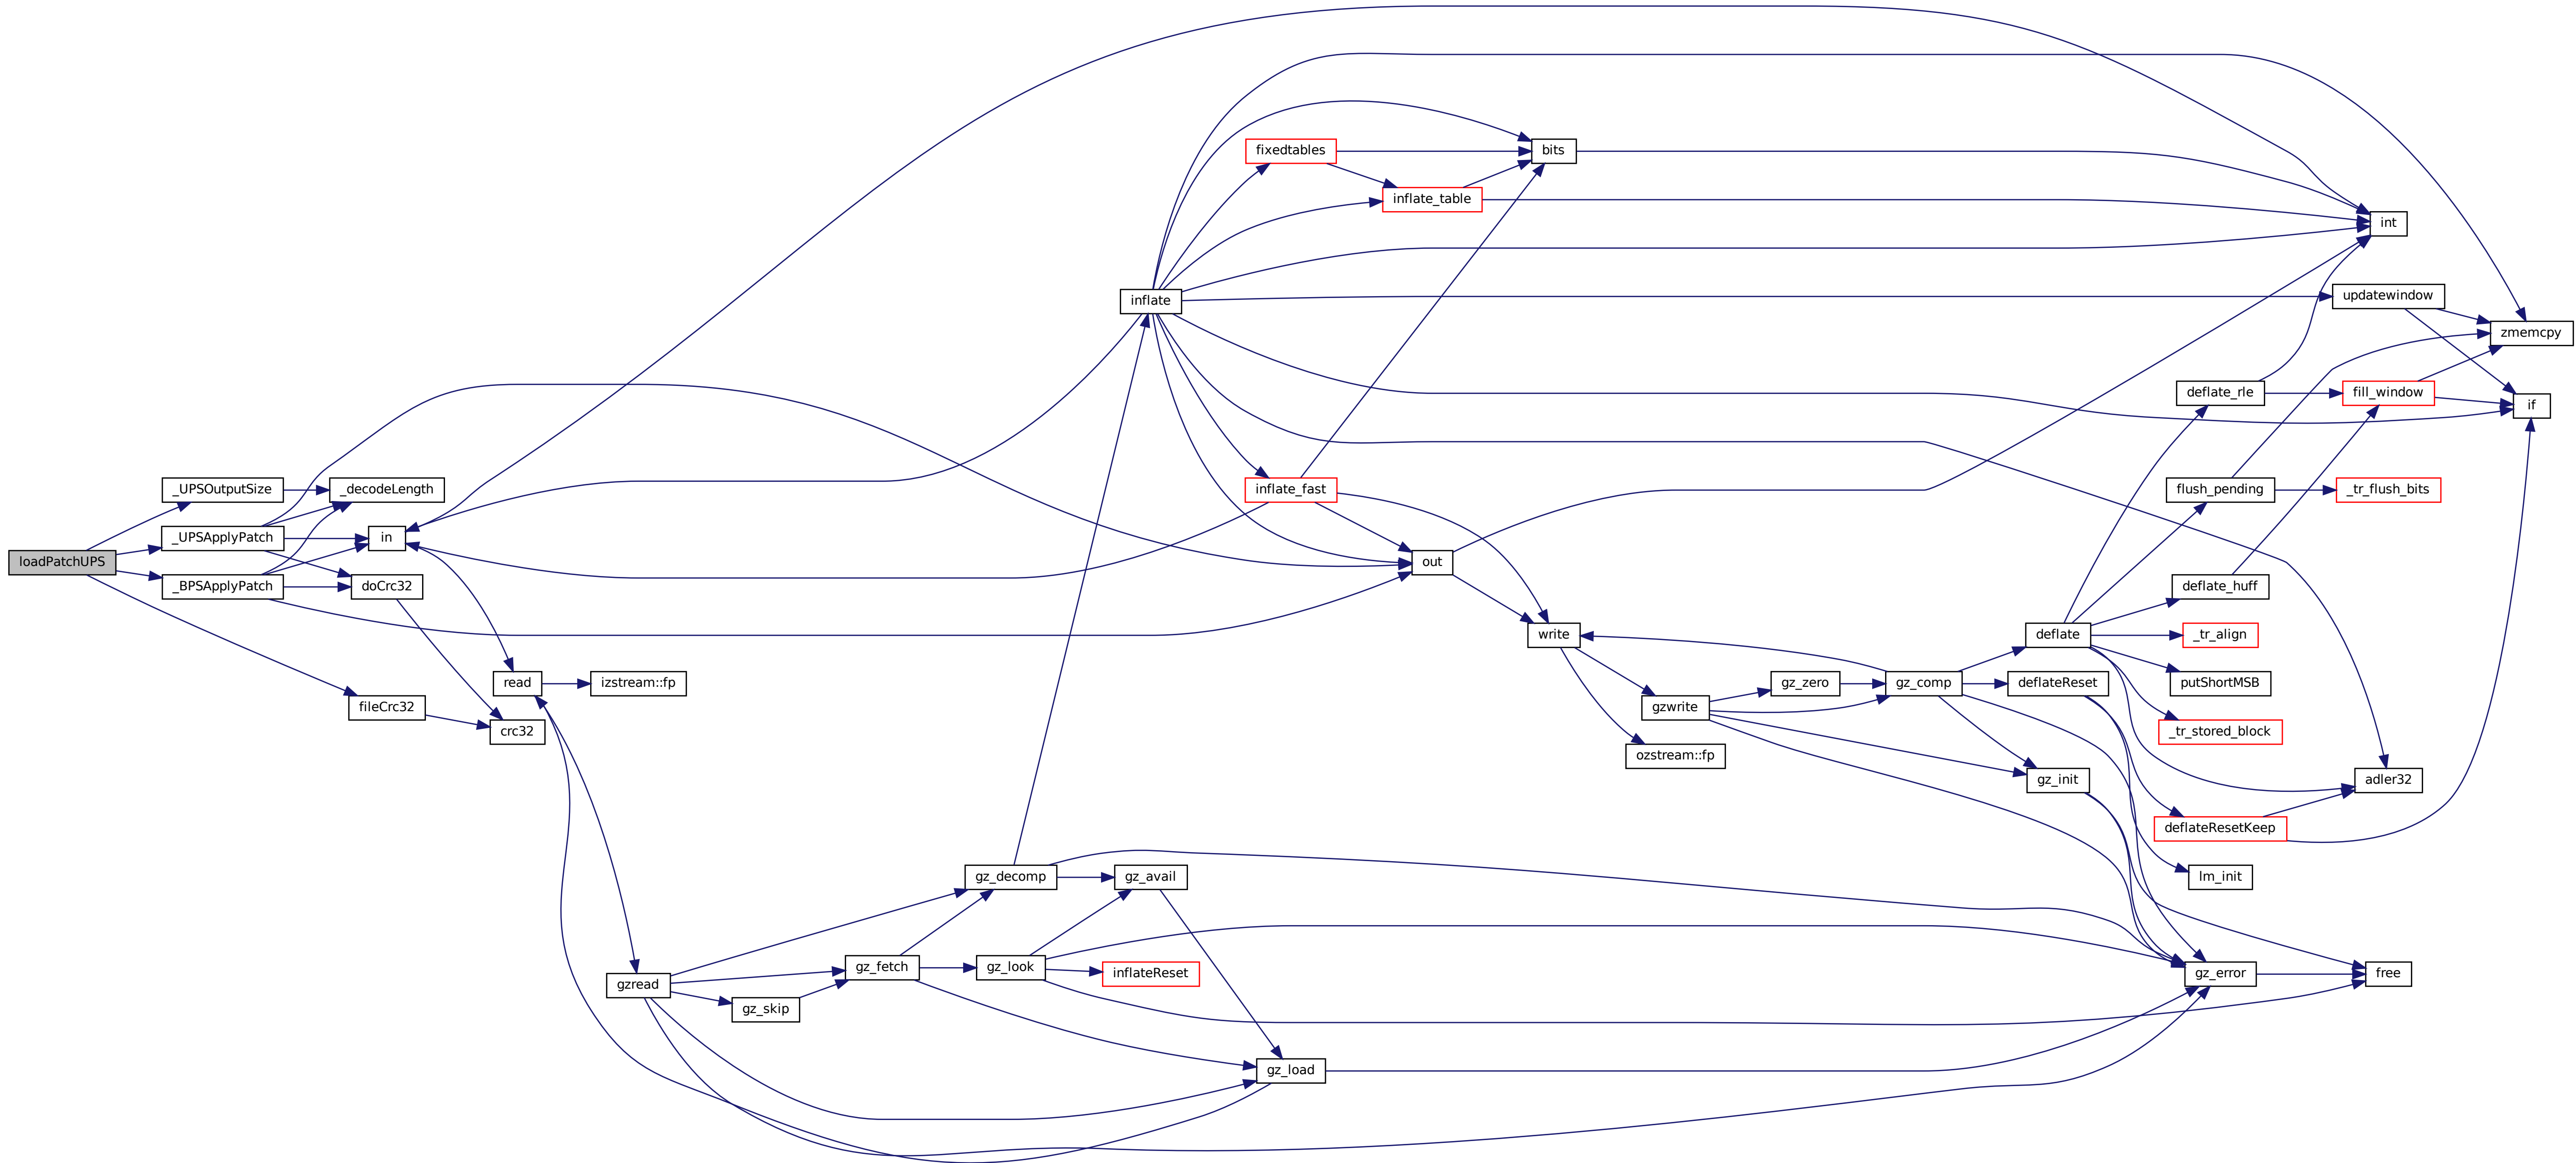 loadPatchUPS
_UPSOutputSize
_UPSApplyPatch
_BPSApplyPatch
fileCrc32
_decodeLength
in
doCrc32
read
crc32
izstream::fp
gzread
gz_skip
gz_fetch
gz_decomp
gz_look
gz_avail
inflateReset
gz_load
inflate
fixedtables
inflate_table
inflate_fast
bits
out
write
gzwrite
ozstream::fp
gz_zero
gz_comp
deflate
deflateReset
gz_init
deflate_rle
flush_pending
deflate_huff
_tr_align
putShortMSB
_tr_stored_block
deflateResetKeep
lm_init
gz_error
int
updatewindow
fill_window
_tr_flush_bits
adler32
free
zmemcpy
if